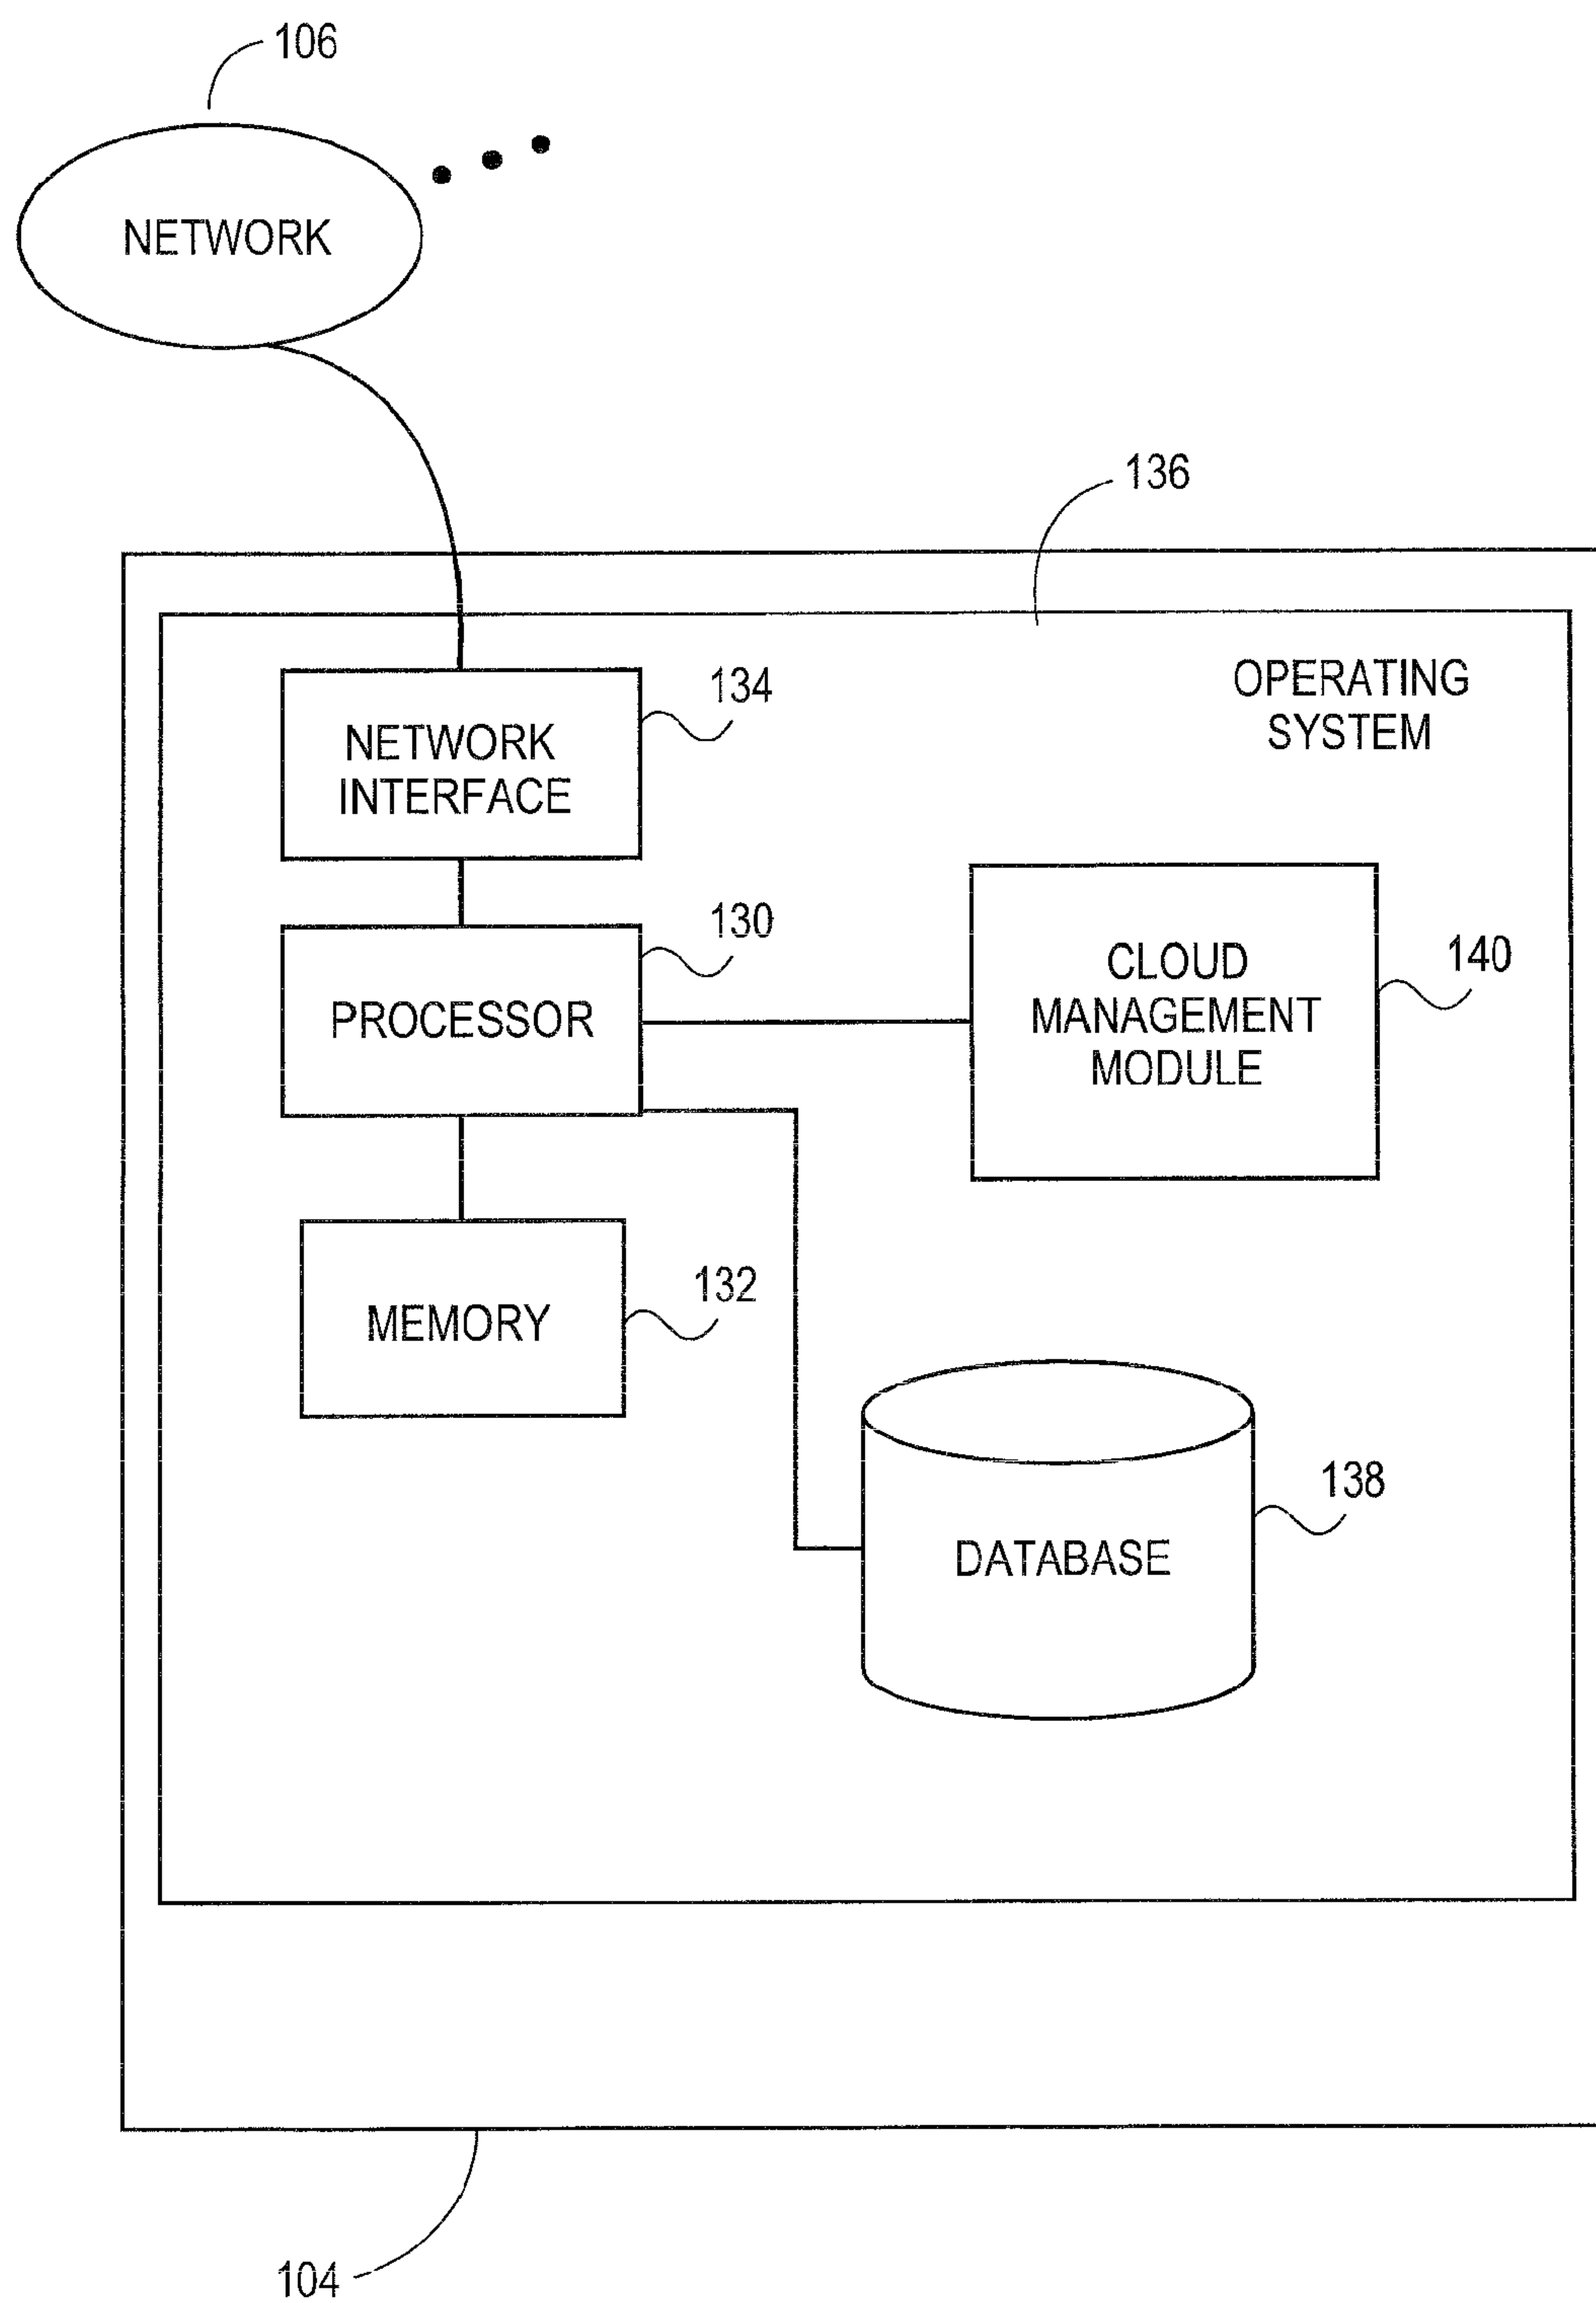 106
NETWORK
136
OPERATING
SYSTEM
134
NETWORK
INTERFACE
130
PROCESSOR
CLOUD
MANAGEMENT
MODULE
140
132
MEMORY
138
DATABASE
104